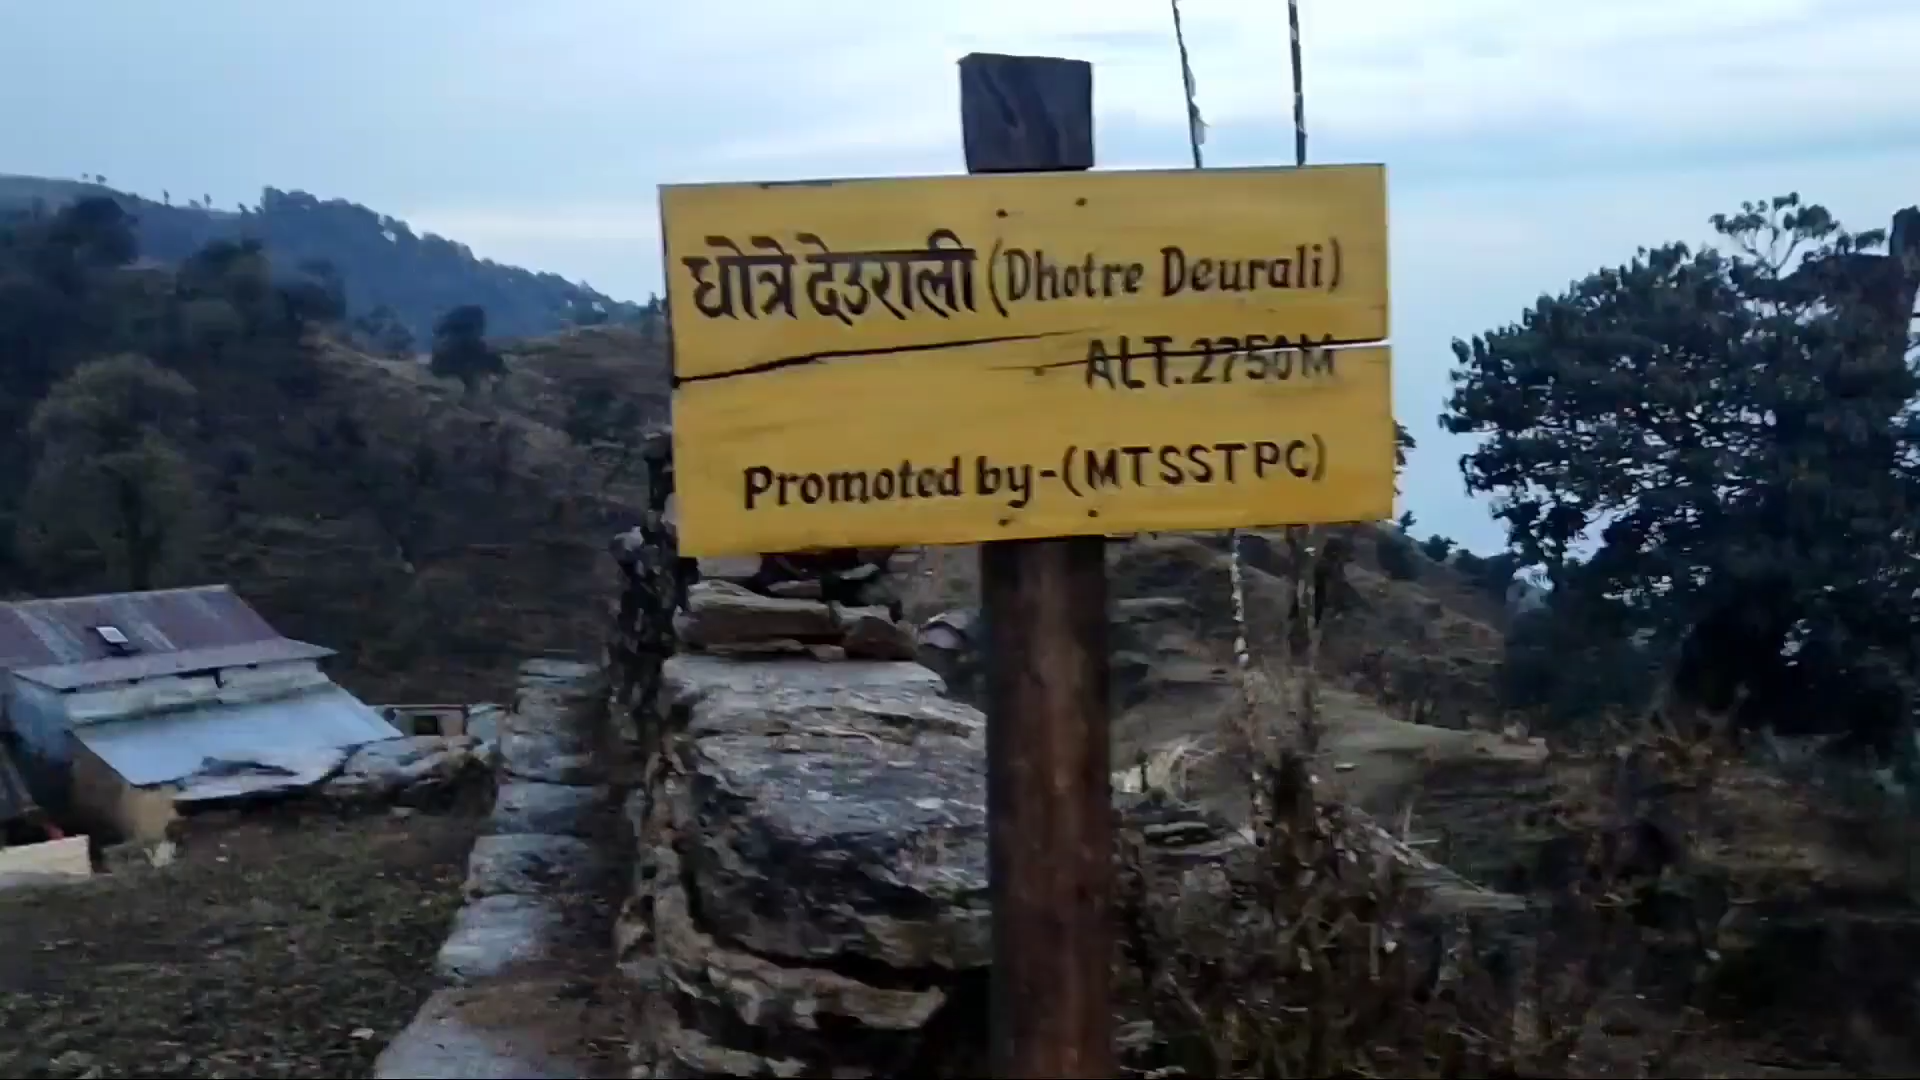 धोत्रे देउराली (Dhotre Deurali)
ALT. 2750M
Promoted by-(MTSSTPC)